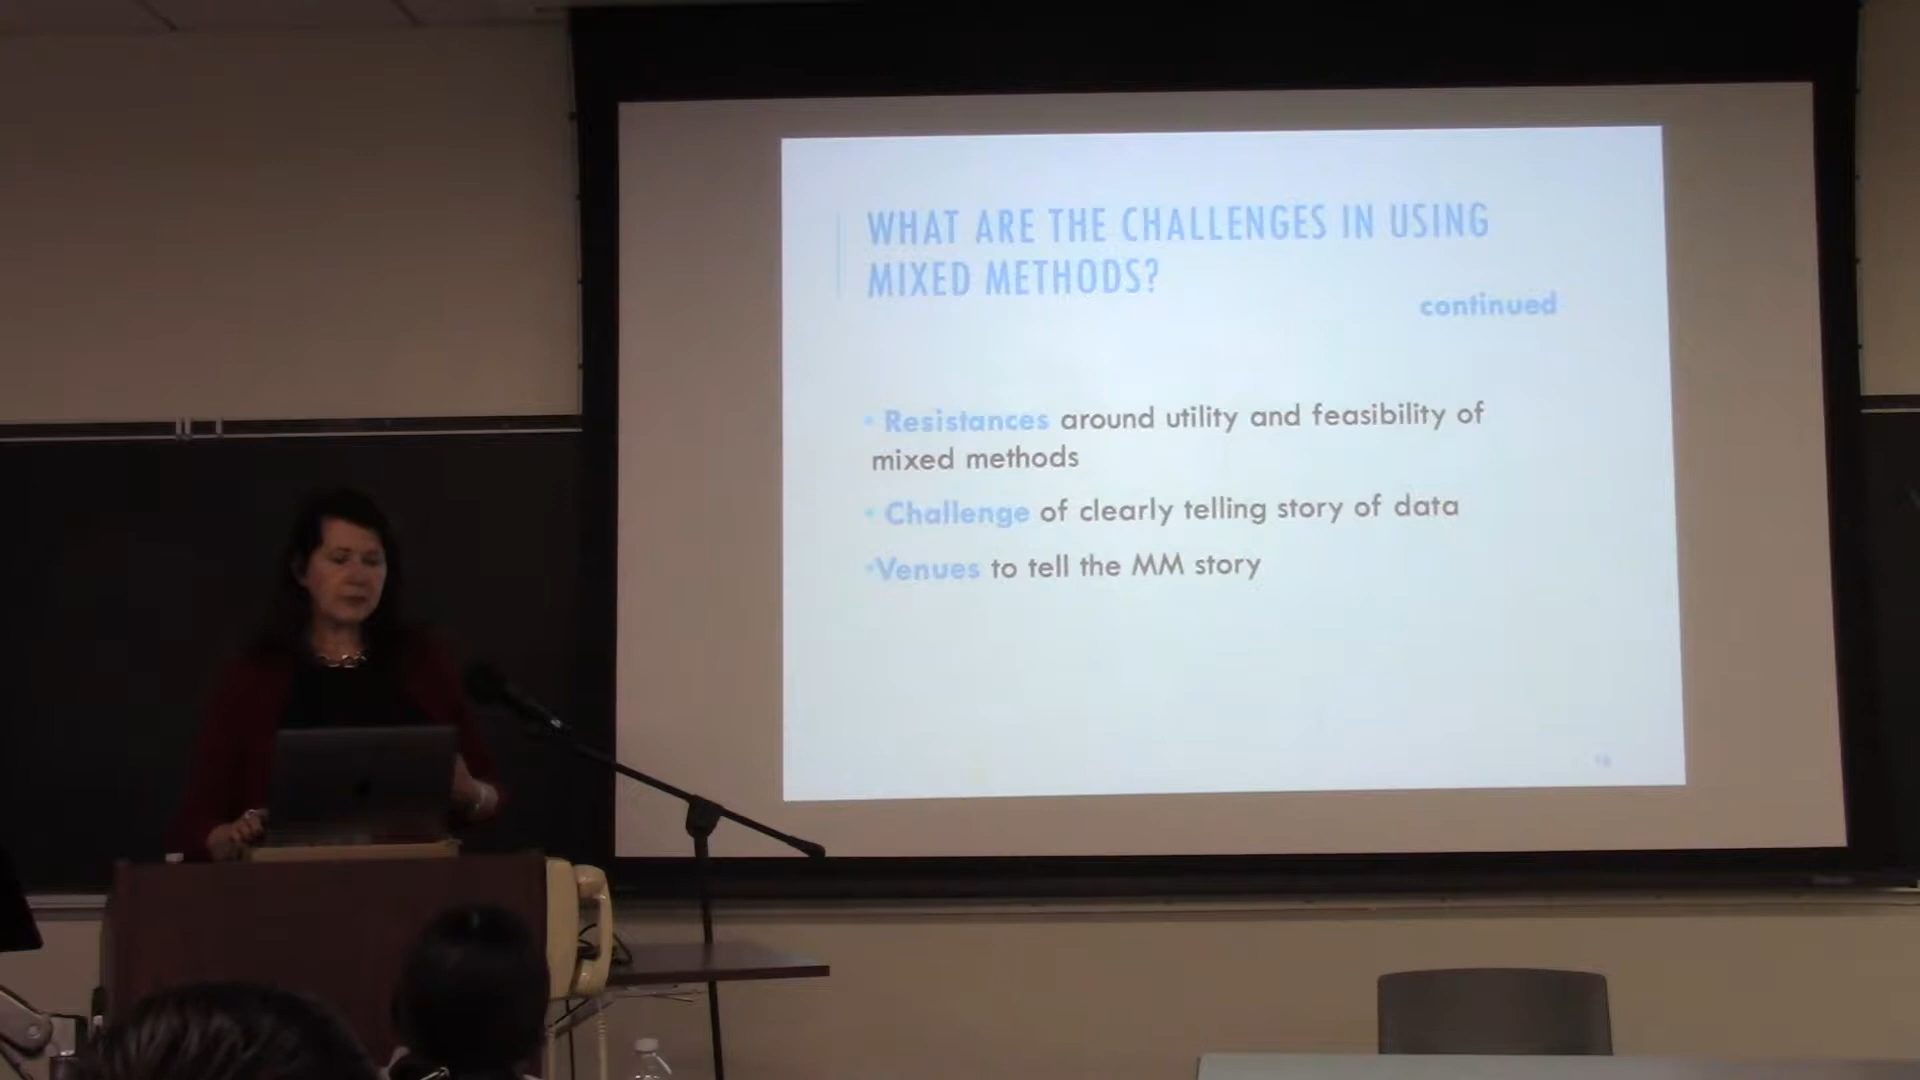 WHAT ARE THE CHALLENGES IN USING
MIXED METHODS?
continued
• Resistances around utility and feasibility of
mixed methods
• Challenge of clearly telling story of data
•Venues to tell the MM story